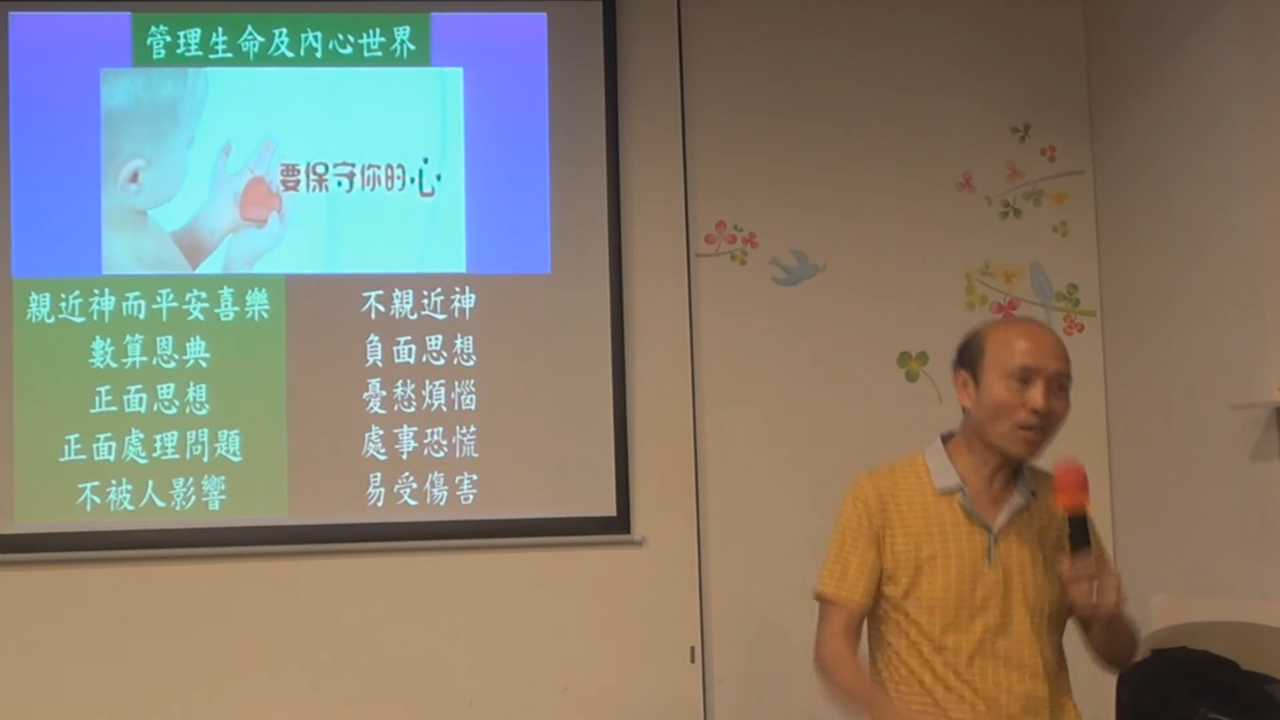 管理生命及內心世界
要保守你的心
親近神而平安喜樂
數算恩典
正面思想
正面處理問題
不被人影響
不親近神
負面思想
憂愁煩惱
處事恐慌
易受傷害